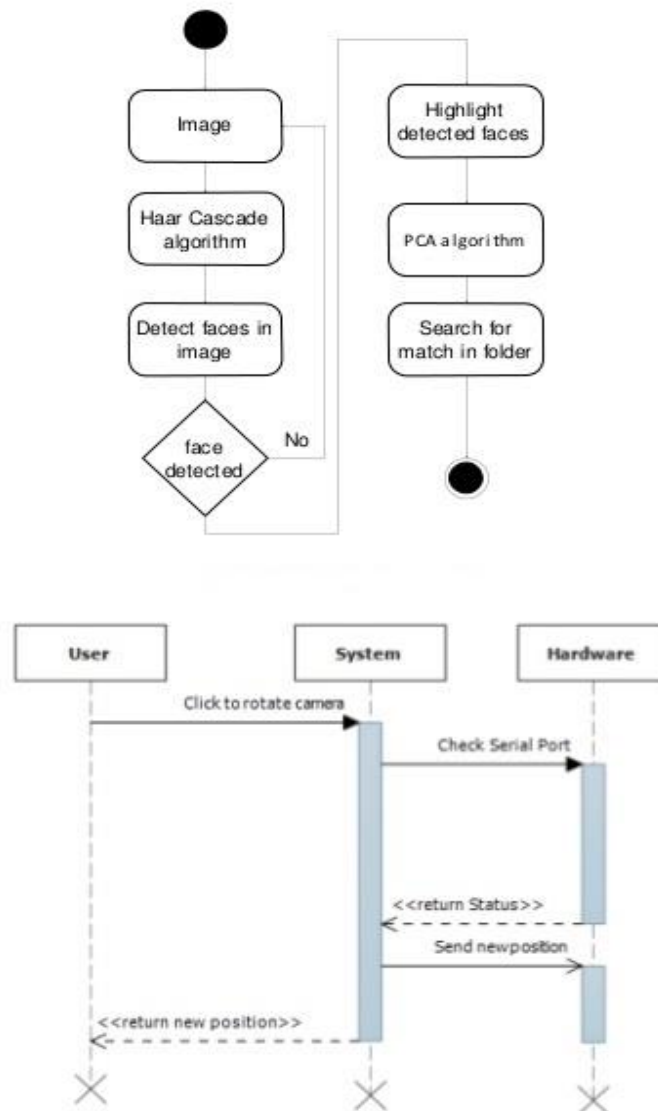 Image
Haar Cascade
algorithm
Detect faces in
image
face
detected
No
Highlight
detected faces
PCA algorithm
Search for
match in folder
User
System
Hardware
Click to rotate camera
Check Serial Port
<<return Status>>
Send newposition
<<return new position>>